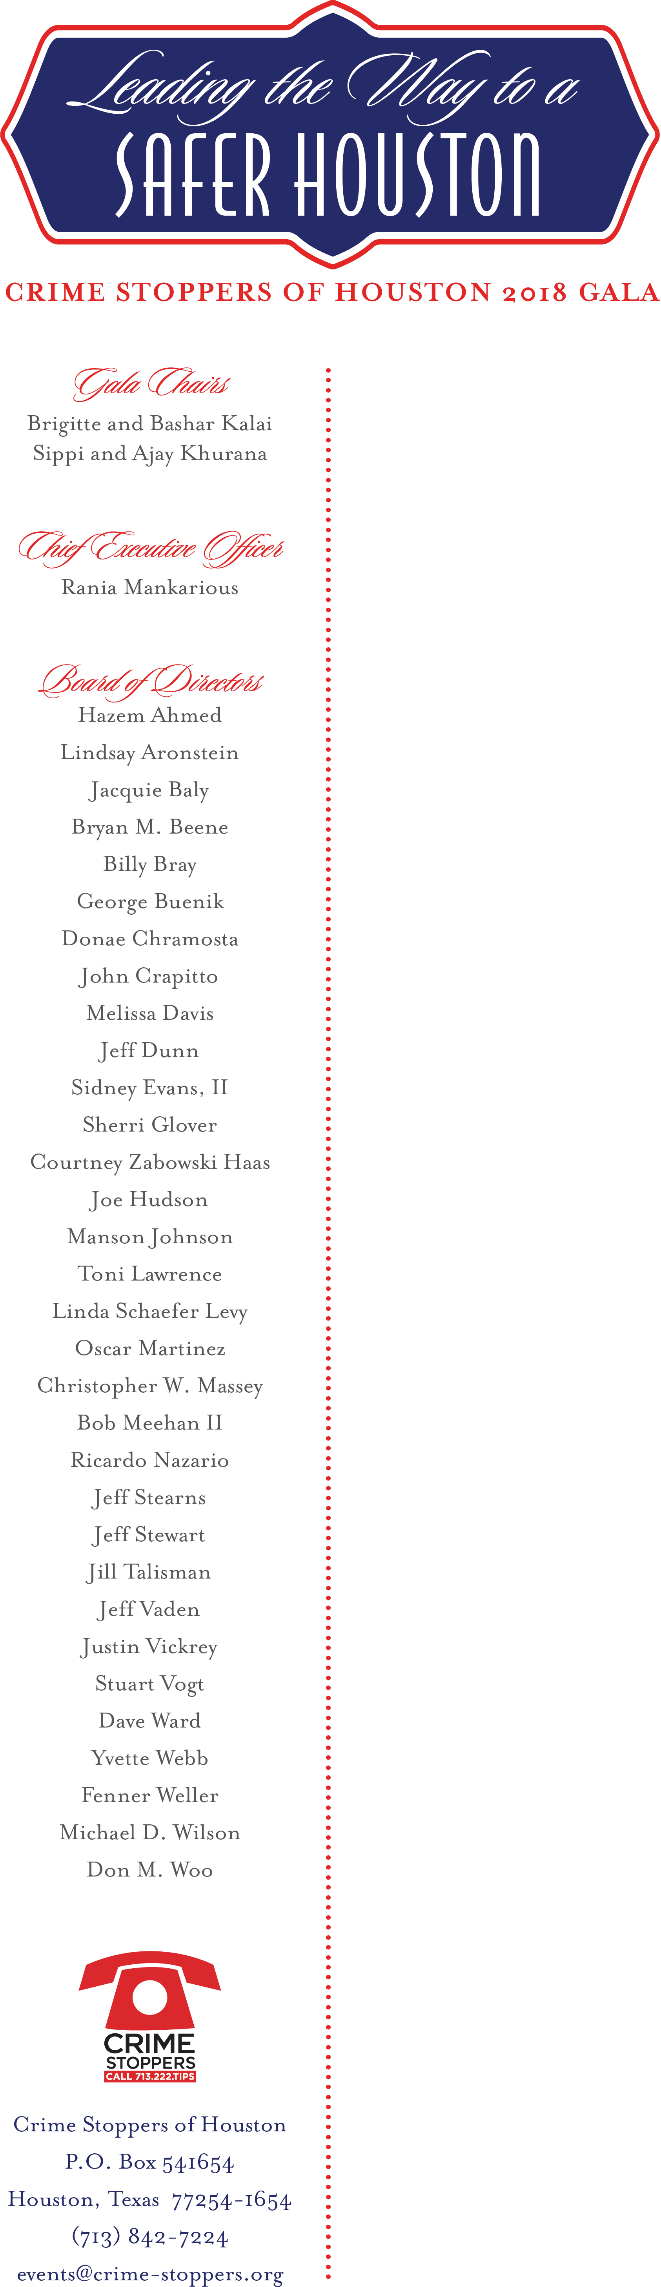 Leading the Way to a
SAFER HOUSTON
CRIME STOPPERS OF HOUSTON 2018 GALA
Gala Chairs
Brigitte and Bashar Kalai
Sippi and Ajay Khurana
Chief Executive Officer
Rania Mankarious
Board of Directors
Hazem Ahmed
Lindsay Aronstein
Jacquie Baly
Bryan M. Beene
Billy Bray
George Buenik
Donae Chramosta
John Crapitto
Melissa Davis
Jeff Dunn
Sidney Evans, II
Sherri Glover
Courtney Zabowski Haas
Joe Hudson
Manson Johnson
Toni Lawrence
Linda Schaefer Levy
Oscar Martinez
Christopher W. Massey
Bob Meehan II
Ricardo Nazario
Jeff Stearns
Jeff Stewart
Jill Talisman
Jeff Vaden
Justin Vickrey
Stuart Vogt
Dave Ward
Yvette Webb
Fenner Weller
Michael D. Wilson
Don M. Woo
CRIME
STOPPERS
CALL 713.222.TIPS
Crime Stoppers of Houston
P.O. Box 541654
Houston, Texas 77254-1654
(713) 842-7224
events@crime-stoppers.org